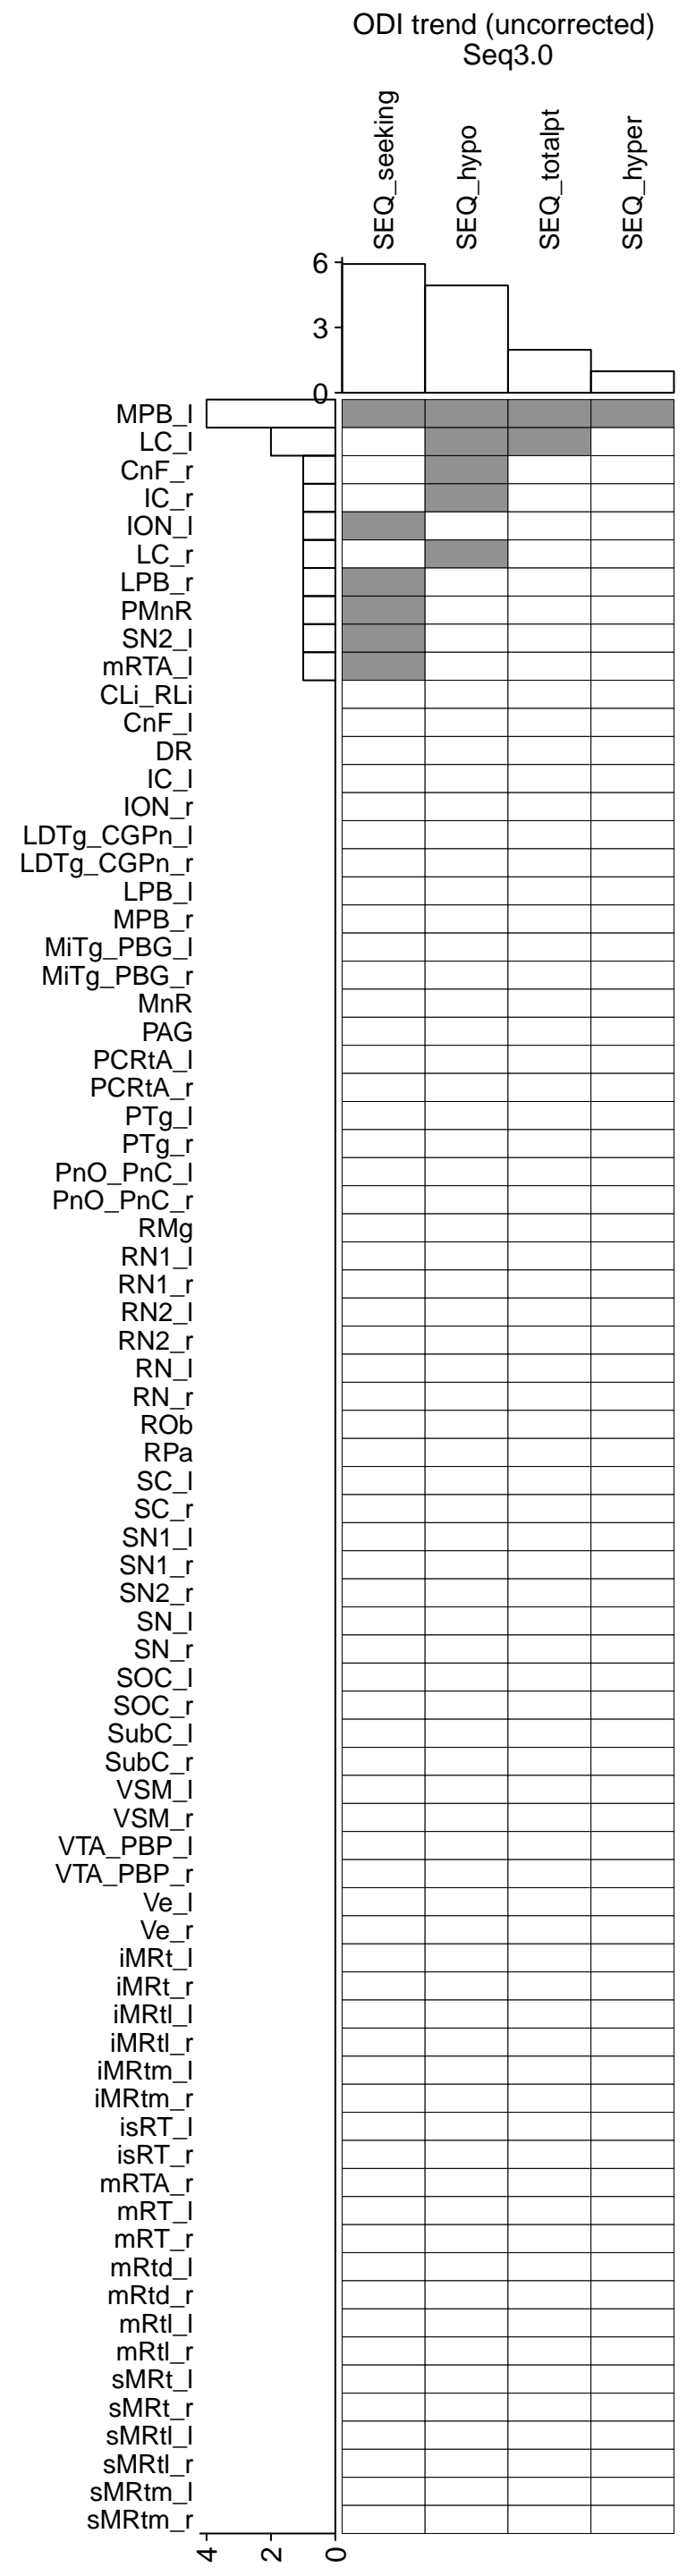 ODI trend (uncorrected)
Seq3.0
SEQ_seeking
SEQ_hypo
SEQ_totalpt
SEQ_hyper
6
3
0
MPB_l
LC_l
CnF_r
IC_r
ION_l
LC_r
LPB_r
PMnR
SN2_l
mRTA_l
CLi_RLi
CnF_l
DR
IC_l
ION_r
LDTg_CGPn_l
LDTg_CGPn_r
LPB_l
MPB_r
MiTg_PBG_l
MiTg_PBG_r
MnR
PAG
PCRtA_l
PCRtA_r
PTg_l
PTg_r
PnO_PnC_l
PnO_PnC_r
RMg
RN1_l
RN1_r
RN2_l
RN2_r
RN_l
RN_r
ROb
RPa
SC_l
SC_r
SN1_l
SN1_r
SN2_r
SN_l
SN_r
SOC_l
SOC_r
SubC_l
SubC_r
VSM_l
VSM_r
VTA_PBP_l
VTA_PBP_r
Ve_l
Ve_r
iMRt_l
iMRt_r
iMRtl_l
iMRtl_r
iMRtm_l
iMRtm_r
isRT_l
isRT_r
mRTA_r
mRT_l
mRT_r
mRtd_l
mRtd_r
mRtl_l
mRtl_r
sMRt_l
sMRt_r
sMRtl_l
sMRtl_r
sMRtm_l
sMRtm_r
4 2 0